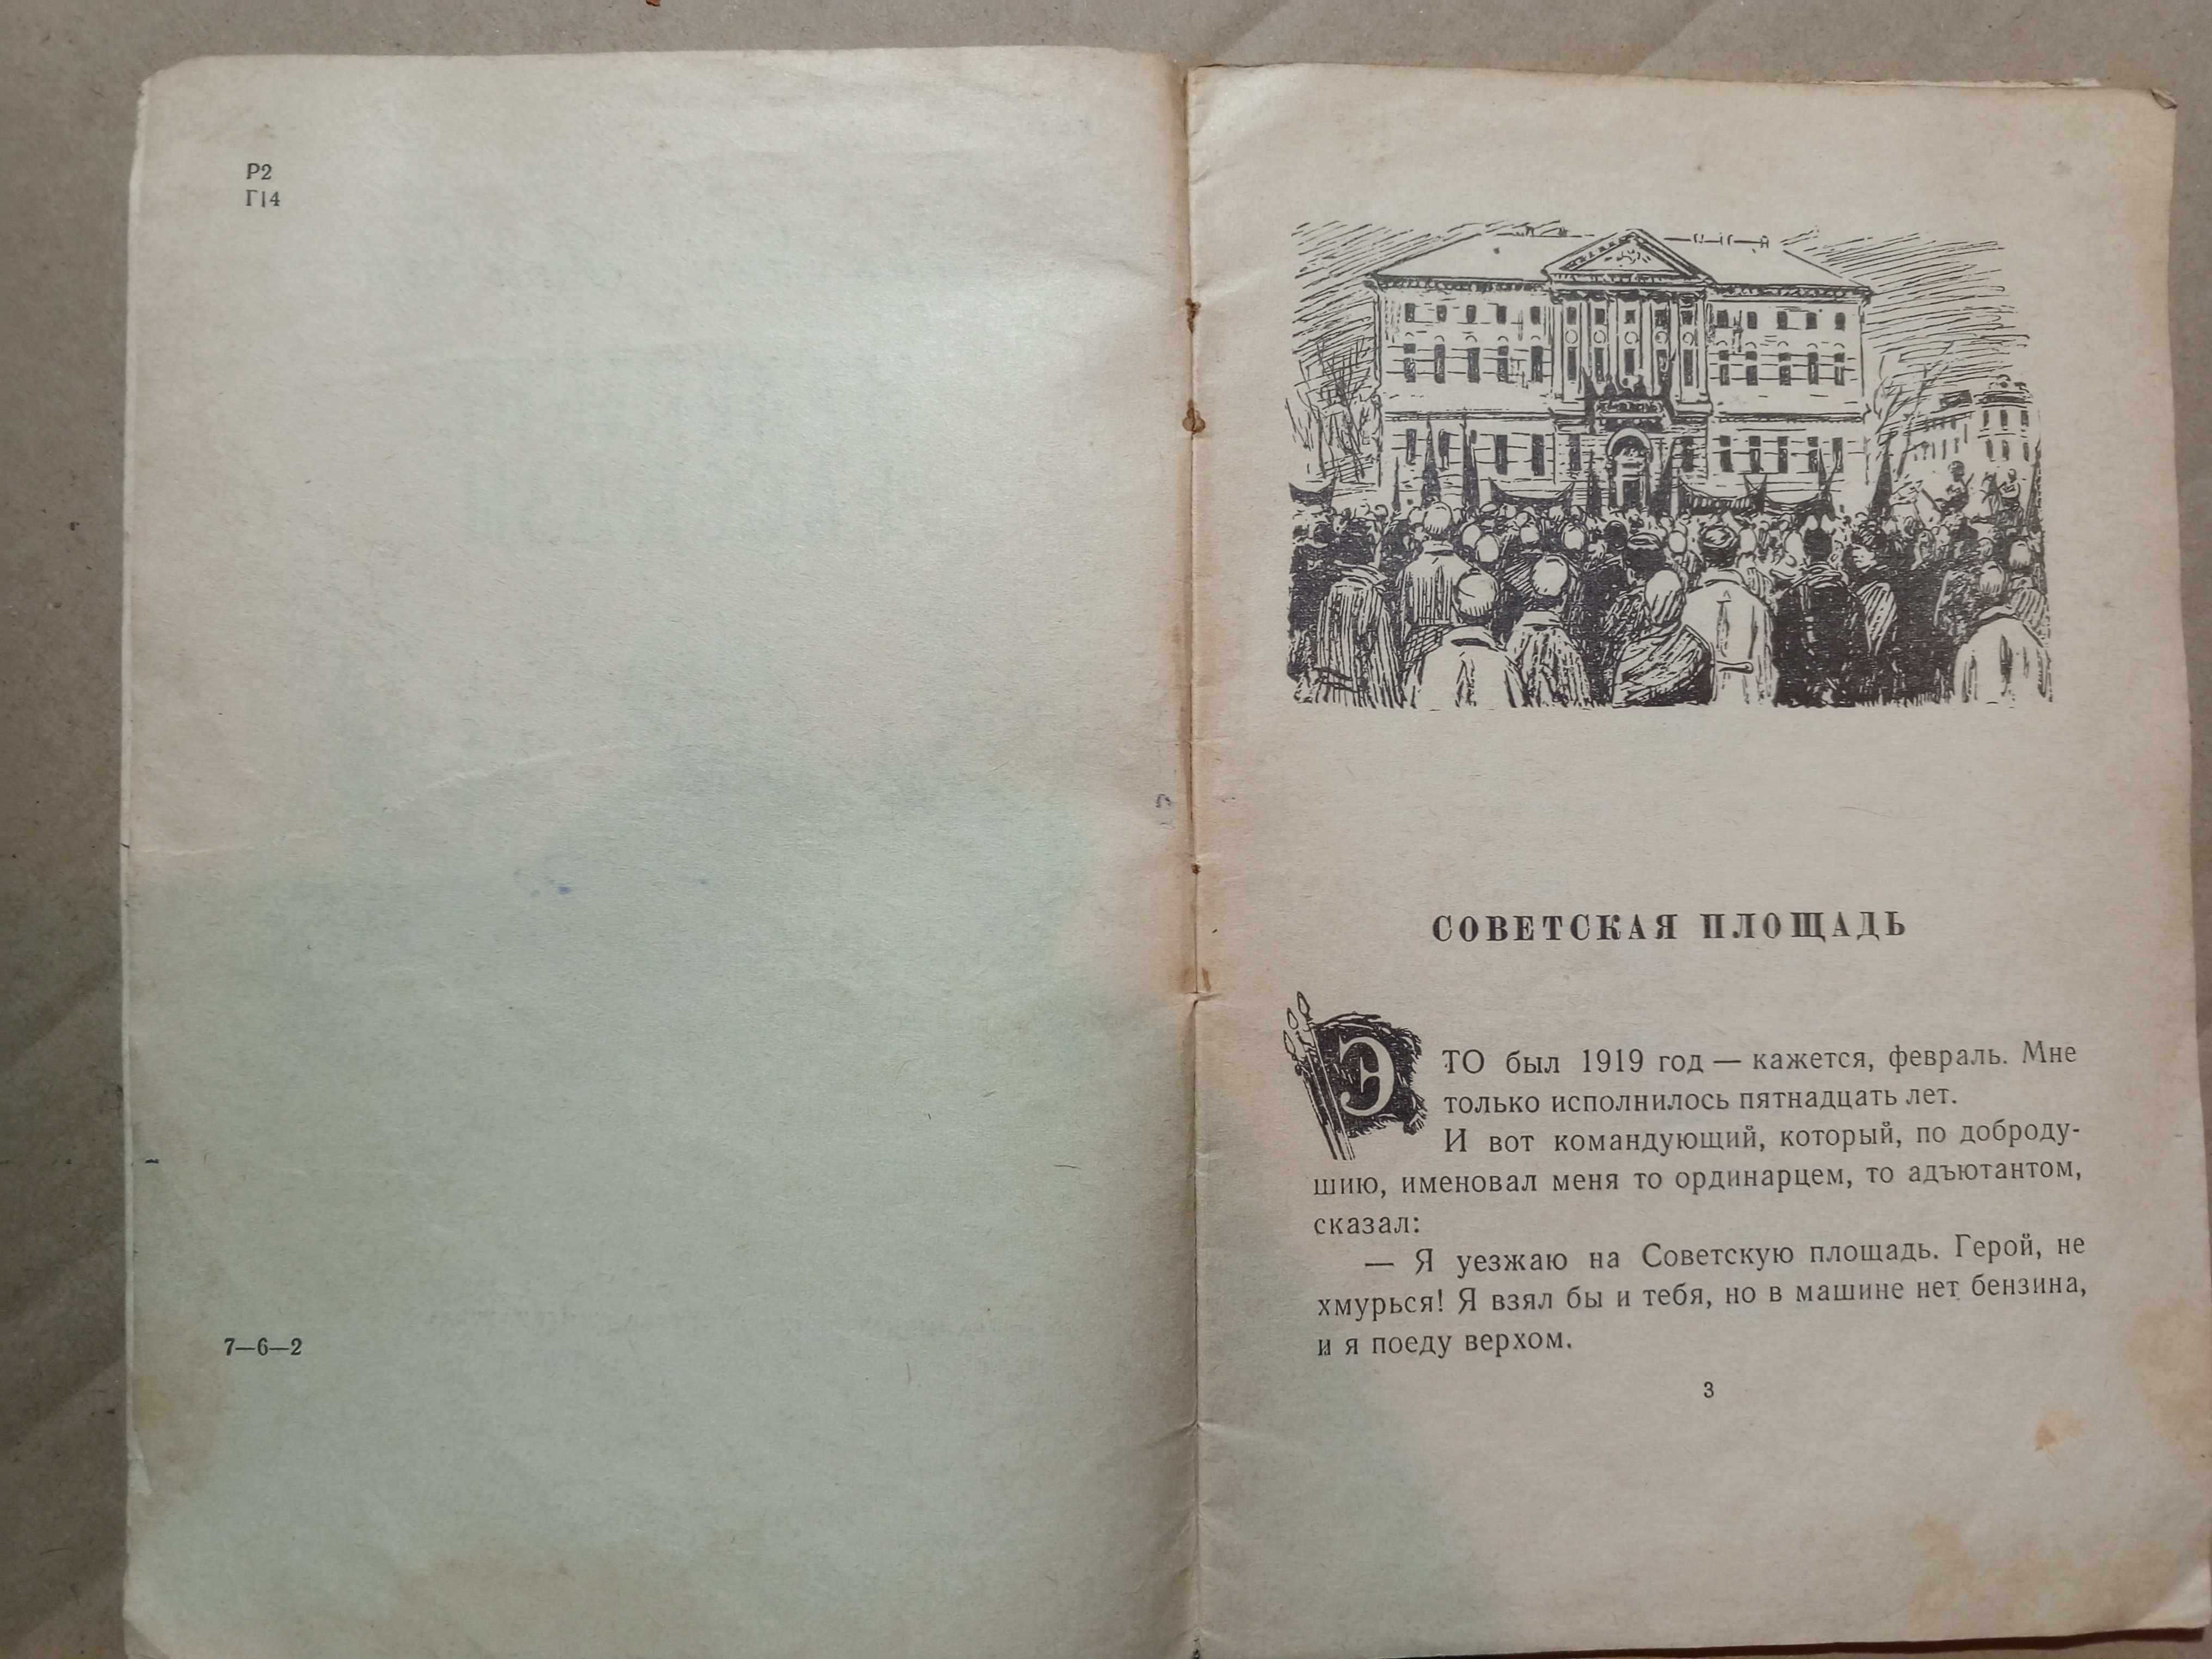 Р2
Г14
7—6—2
СОВЕТСКАЯ ПЛОЩАДЬ
ЭТО был 1919 год — кажется, февраль. Мне
только исполнилось пятнадцать лет.
И вот командующий, который, по доброду-
шию, именовал меня то ординарцем, то адъютантом,
сказал:
— Я уезжаю на Советскую площадь. Герой, не
хмурься! Я взял бы и тебя, но в машине нет бензина,
и я поеду верхом.
3